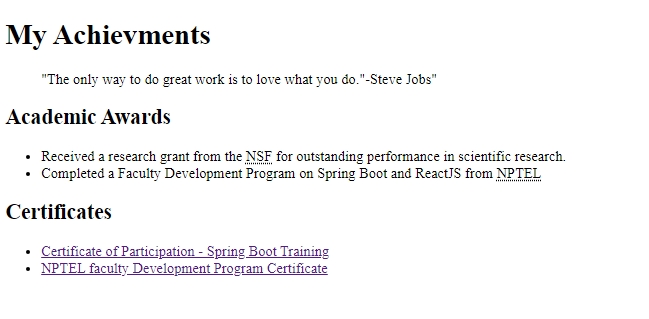 My Achievments
"The only way to do great work is to love what you do."-Steve Jobs"
Academic Awards
• Received a research grant from the NSF for outstanding performance in scientific research.
• Completed a Faculty Development Program on Spring Boot and ReactJS from NPTEL
Certificates
• Certificate of Participation - Spring Boot Training
• NPTEL faculty Development Program Certificate